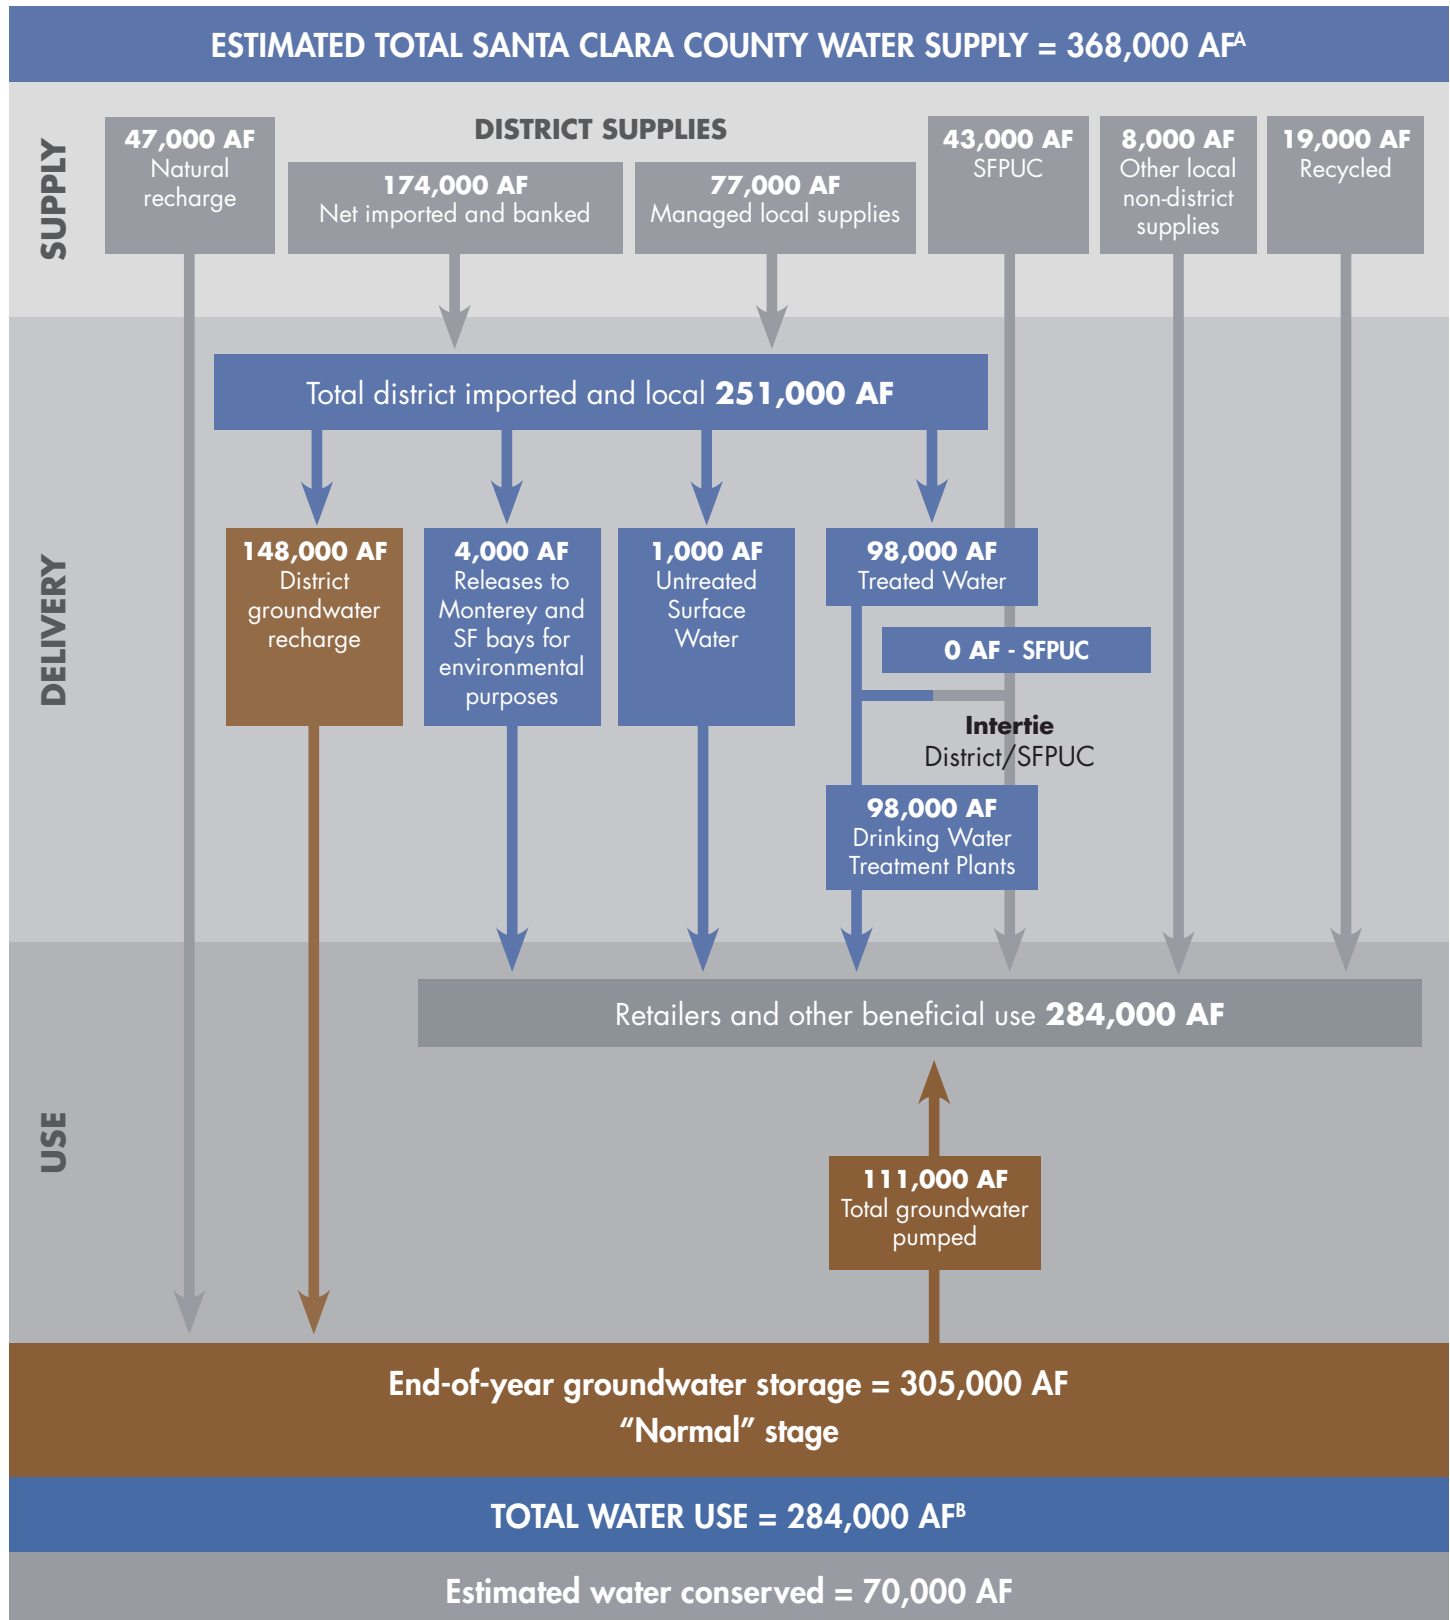 ESTIMATED TOTAL SANTA CLARA COUNTY WATER SUPPLY = 368,000 AFᴬ
SUPPLY
47,000 AF
Natural
recharge
DISTRICT SUPPLIES
174,000 AF
Net imported and banked
77,000 AF
Managed local supplies
43,000 AF
SFPUC
8,000 AF
Other local
non-district
supplies
19,000 AF
Recycled
DELIVERY
Total district imported and local 251,000 AF
148,000 AF
District
groundwater
recharge
4,000 AF
Releases to
Monterey and
SF bays for
environmental
purposes
1,000 AF
Untreated
Surface
Water
98,000 AF
Treated Water
0 AF - SFPUC
Intertie
District/SFPUC
98,000 AF
Drinking Water
Treatment Plants
USE
Retailers and other beneficial use 284,000 AF
111,000 AF
Total groundwater
pumped
End-of-year groundwater storage = 305,000 AF
“Normal” stage
TOTAL WATER USE = 284,000 AFᴮ
Estimated water conserved = 70,000 AF